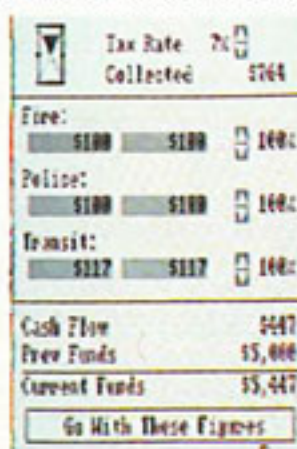 Tax Rate 7%
Collected $764
Fire:
$100 $100 100%
Police:
$100 $100 100%
Transit:
$117 $117 100%
Cash Flow $447
Prev Funds $5,000
Current Funds $5,447
Go With These Figures